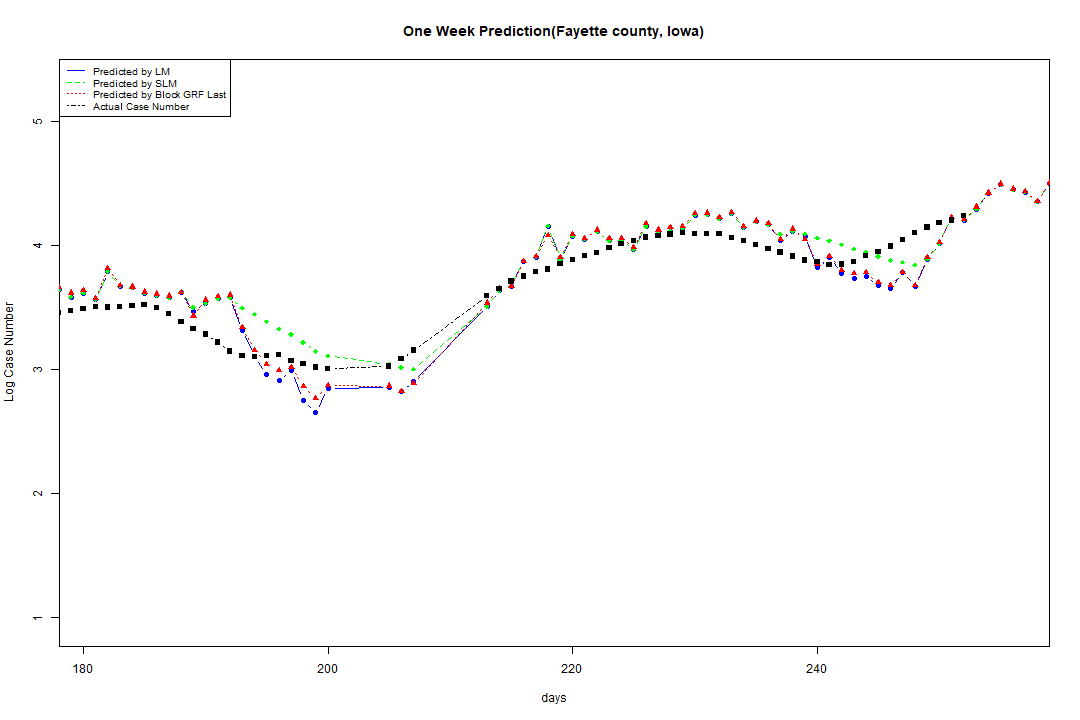 One Week Prediction(Fayette county, Iowa)
Predicted by LM
Predicted by SLM
Predicted by Block GRF Last
Actual Case Number
5
4
3
2
1
Log Case Number
180 200 220 240
days